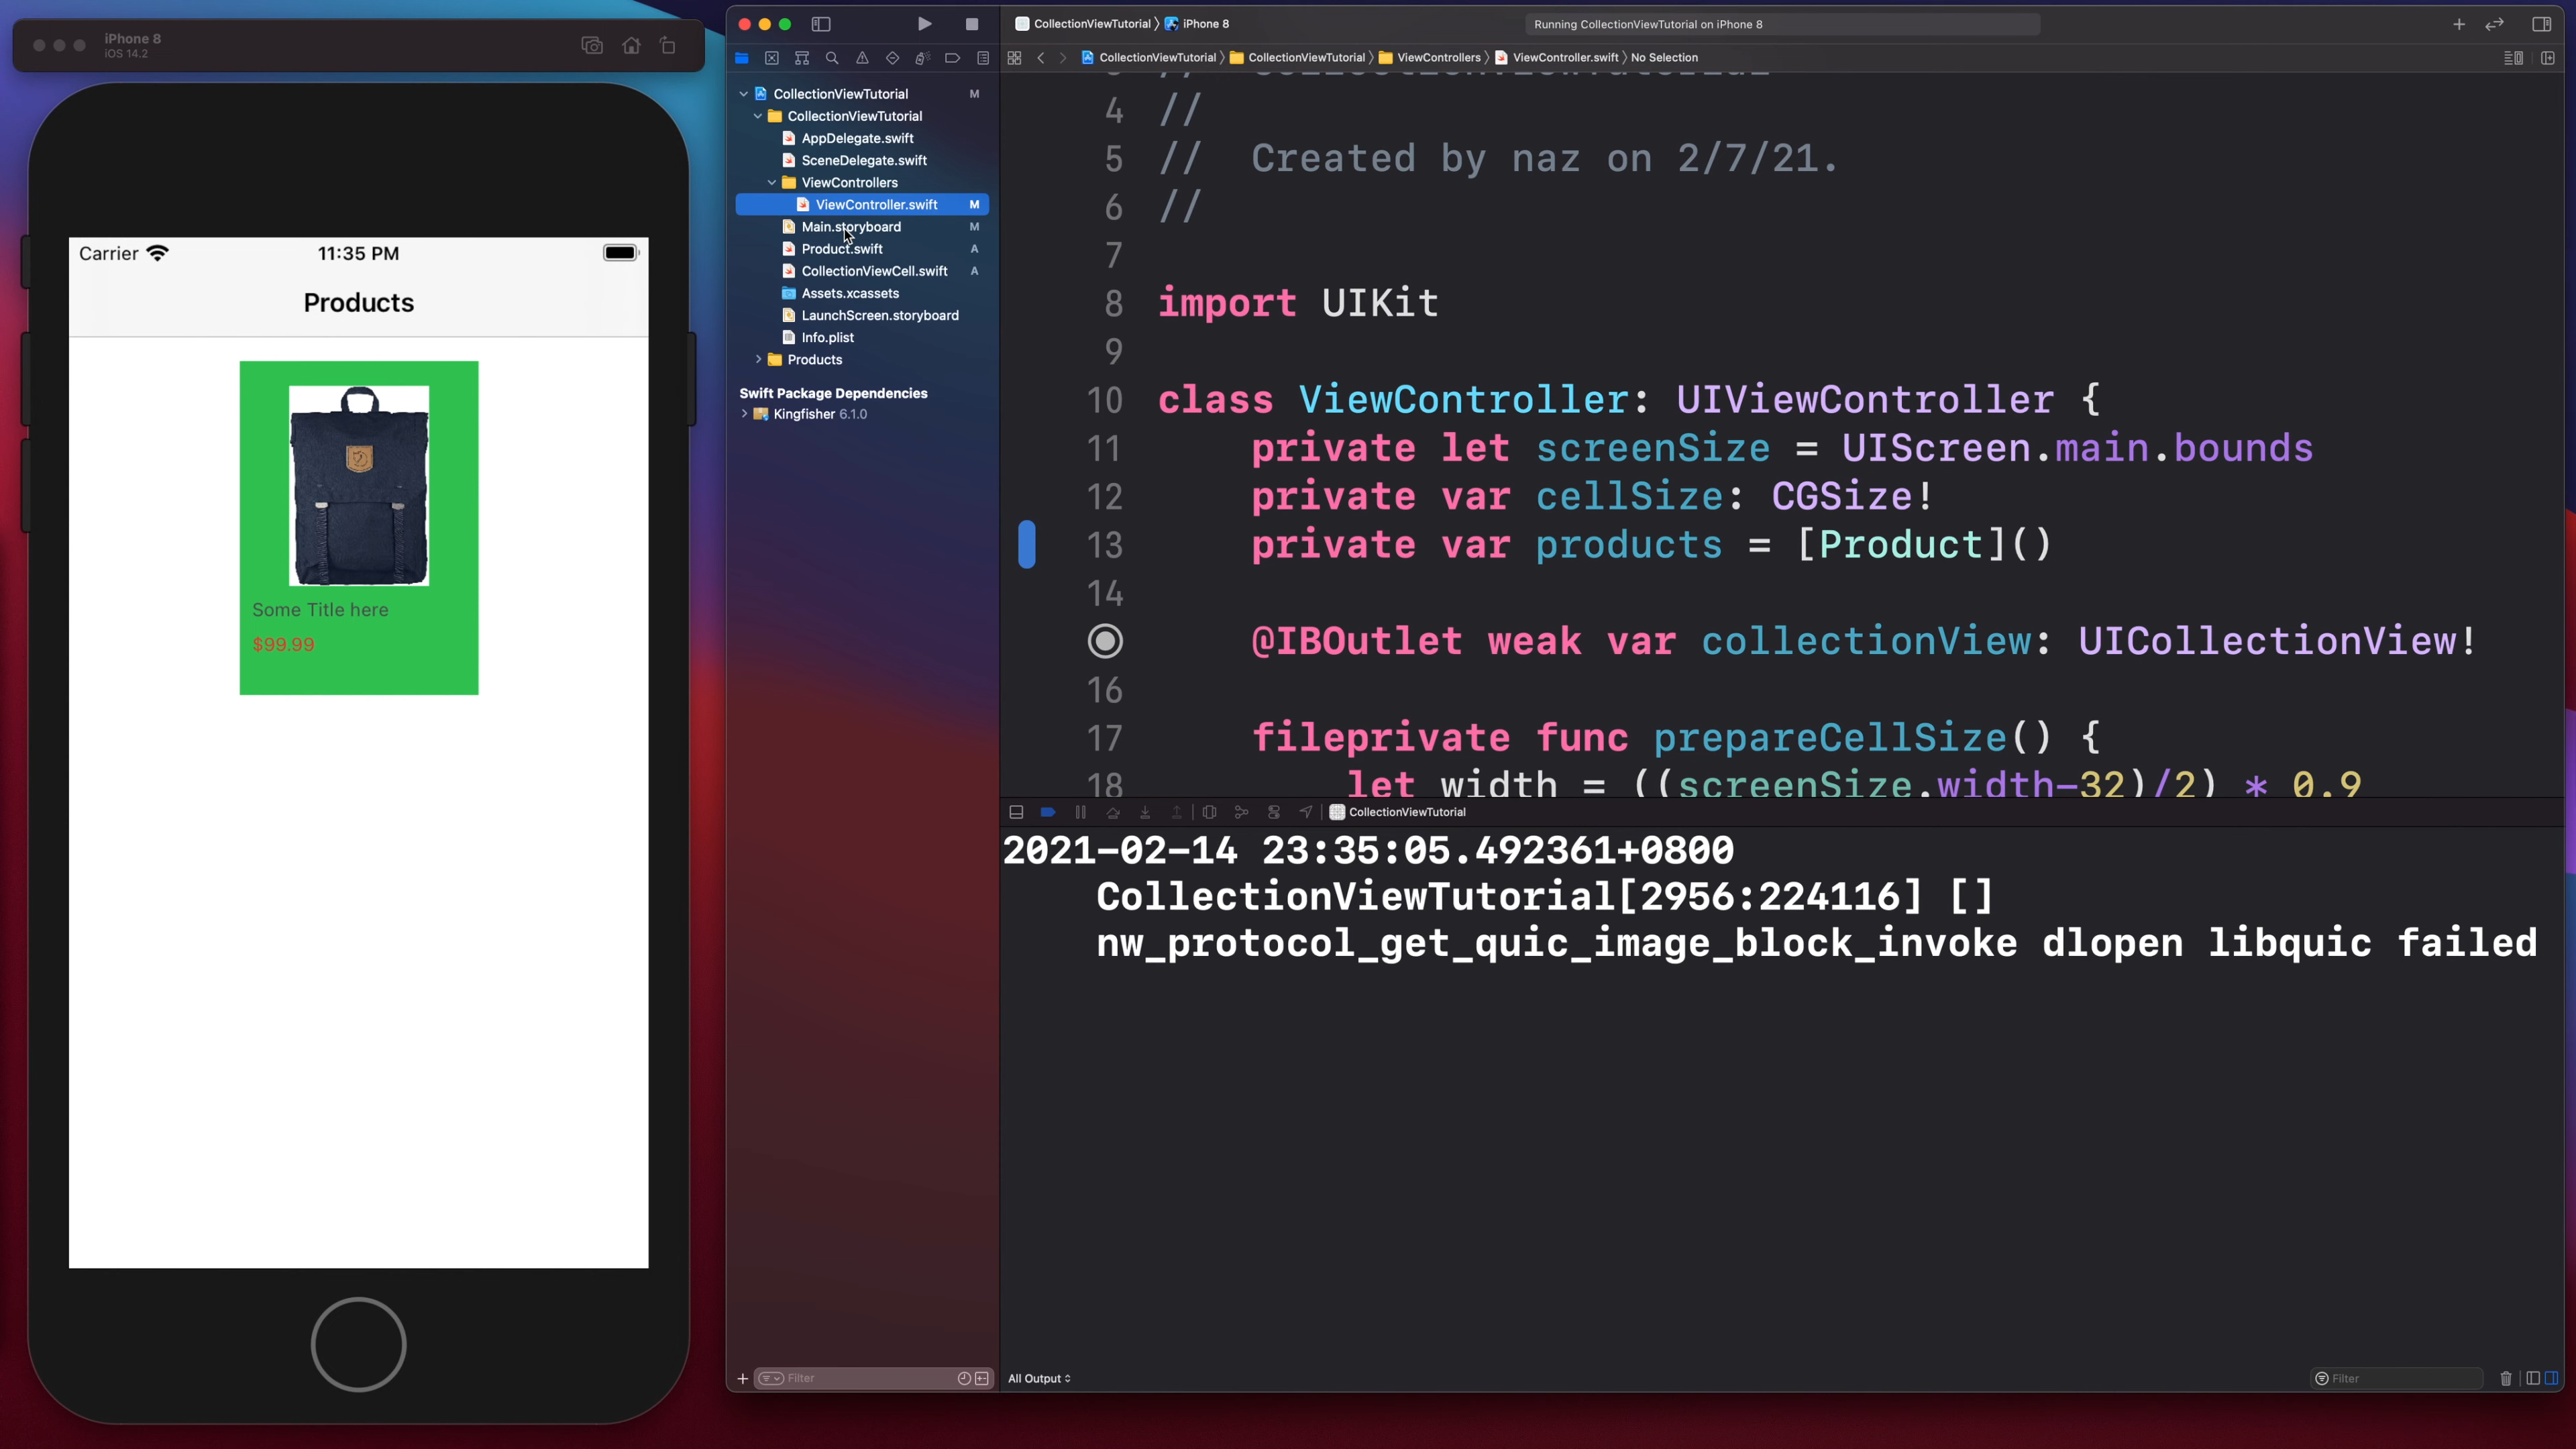 iPhone 8
iOS 14.2
Carrier
11:35 PM
Products
Some Title here
$99.99
CollectionViewTutorial M
CollectionViewTutorial
AppDelegate.swift
SceneDelegate.swift
ViewControllers
ViewController.swift M
Main.storyboard M
Product.swift A
CollectionViewCell.swift A
Assets.xcassets
LaunchScreen.storyboard
Info.plist
Products
Swift Package Dependencies
Kingfisher 6.1.0
Filter
CollectionViewTutorial iPhone 8
Running CollectionViewTutorial on iPhone 8
CollectionViewTutorial CollectionViewTutorial ViewControllers ViewController.swift No Selection
4 //
5 //  Created by naz on 2/7/21.
6 //
7
8 import UIKit
9
10 class ViewController: UIViewController {
11 private let screenSize = UIScreen.main.bounds
12 private var cellSize: CGSize!
13 private var products = [Product]()
14
@IBOutlet weak var collectionView: UICollectionView!
16
17 fileprivate func prepareCellSize() {
18 let width = ((screenSize.width-32)/2) * 0.9
CollectionViewTutorial
2021-02-14 23:35:05.492361+0800
CollectionViewTutorial[2956:224116] []
nw_protocol_get_quic_image_block_invoke dlopen libquic failed
All Output
Filter